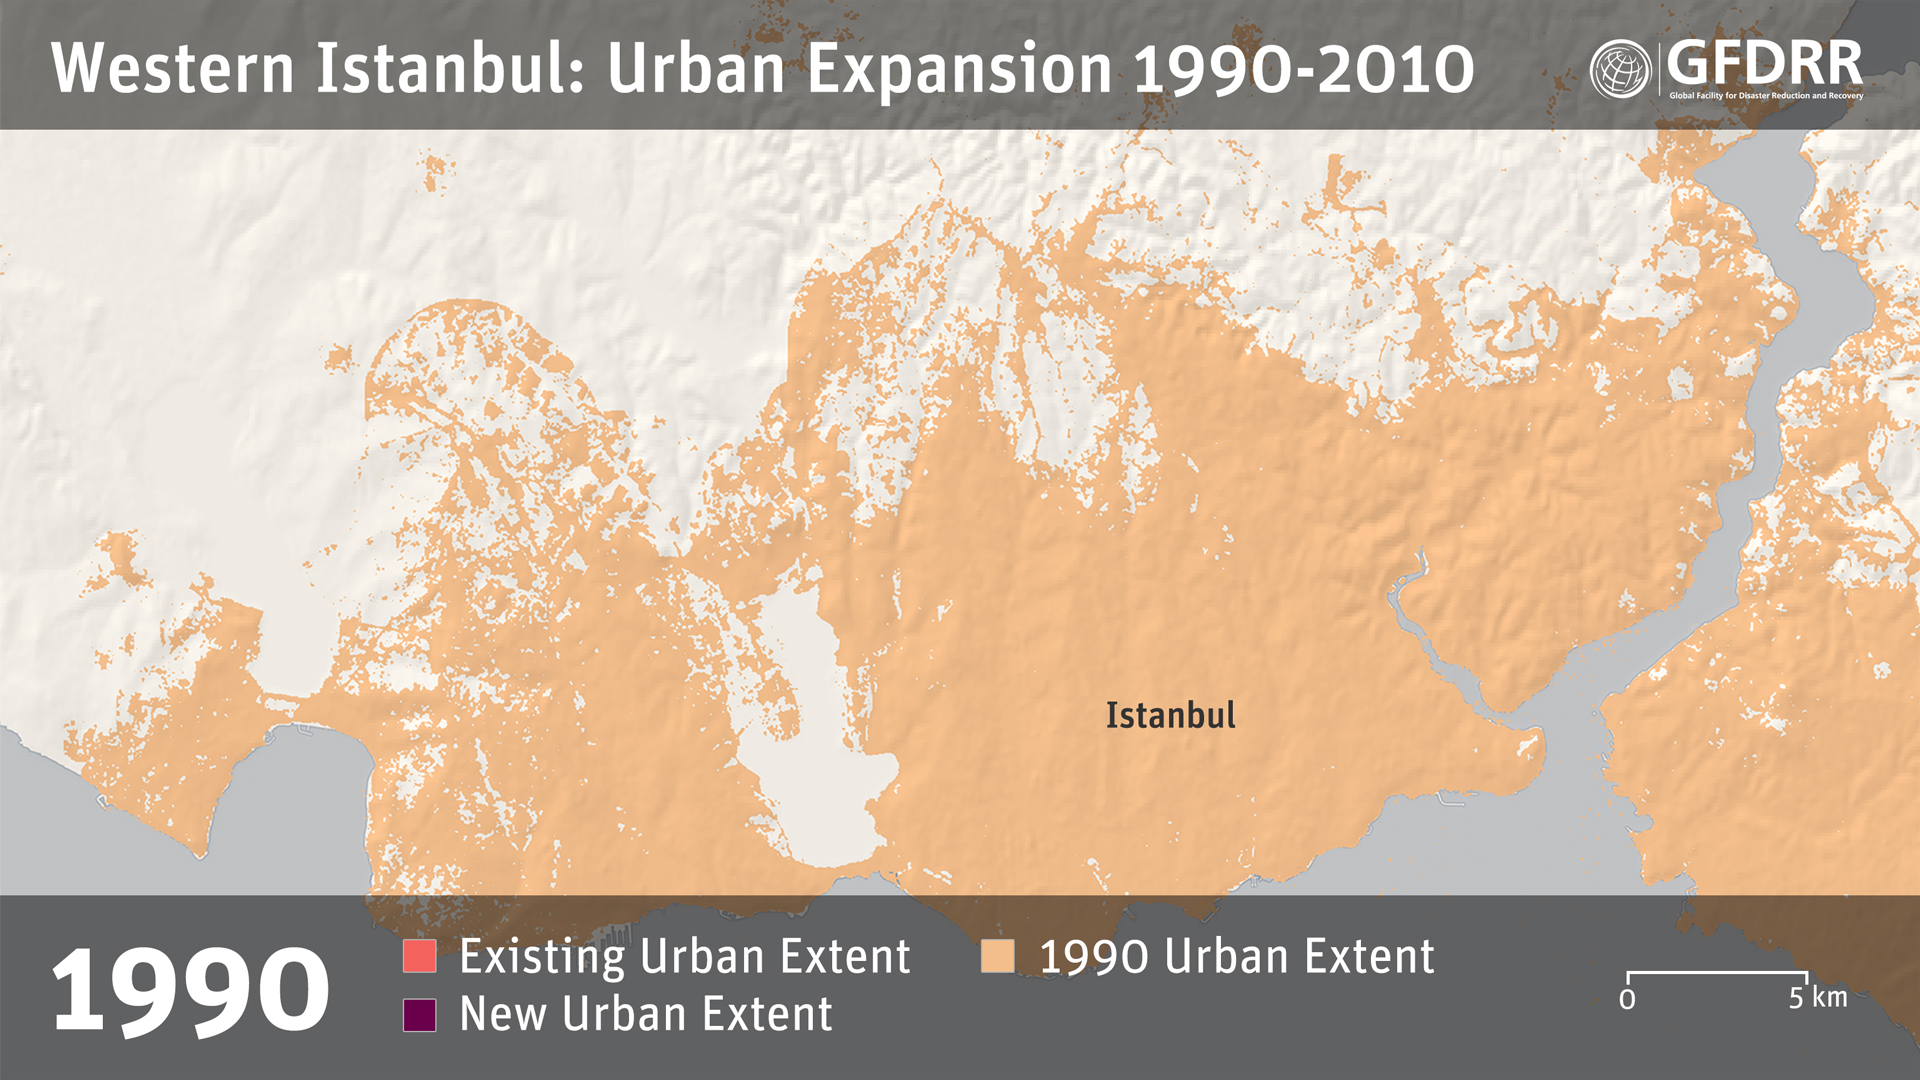 Western Istanbul: Urban Expansion 1990-2010
GFDRR
Global Facility for Disaster Reduction and Recovery
Istanbul
1990
Existing Urban Extent
1990 Urban Extent
New Urban Extent
0 5 km